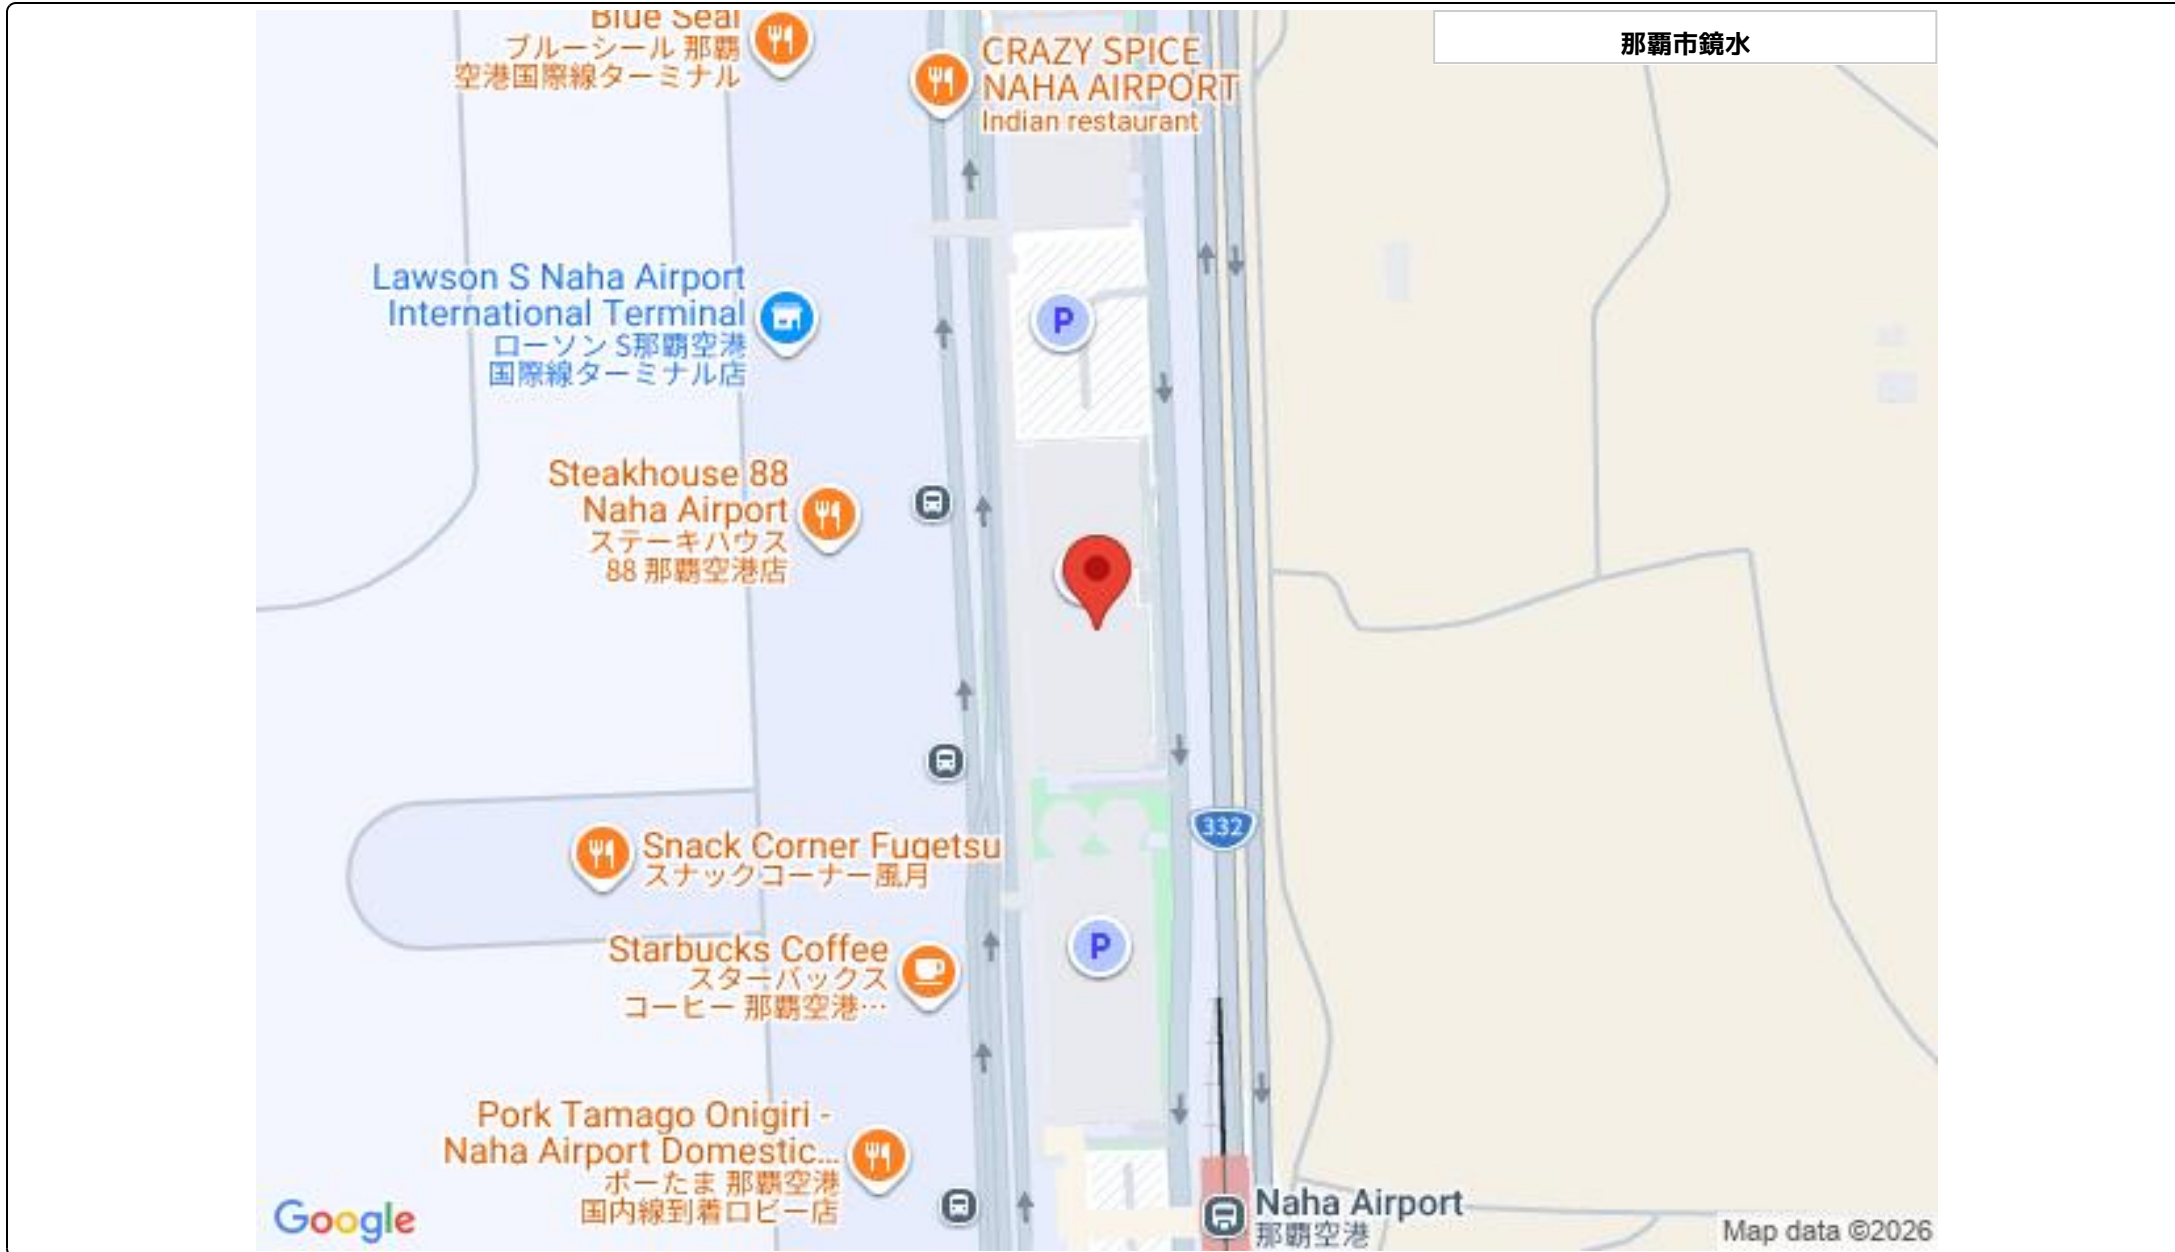 Blue Seal
ブルーシール 那覇
空港国際線ターミナル
CRAZY SPICE
NAHA AIRPORT
Indian restaurant
那覇市鏡水
Lawson S Naha Airport
International Terminal
ローソン S那覇空港
国際線ターミナル店
P
Steakhouse 88
Naha Airport
ステーキハウス
88 那覇空港店
332
Snack Corner Fugetsu
スナックコーナー風月
Starbucks Coffee
スターバックス
コーヒー 那覇空港…
P
Pork Tamago Onigiri -
Naha Airport Domestic...
ポーたま 那覇空港
国内線到着ロビー店
Naha Airport
那覇空港
Google
Map data ©2026